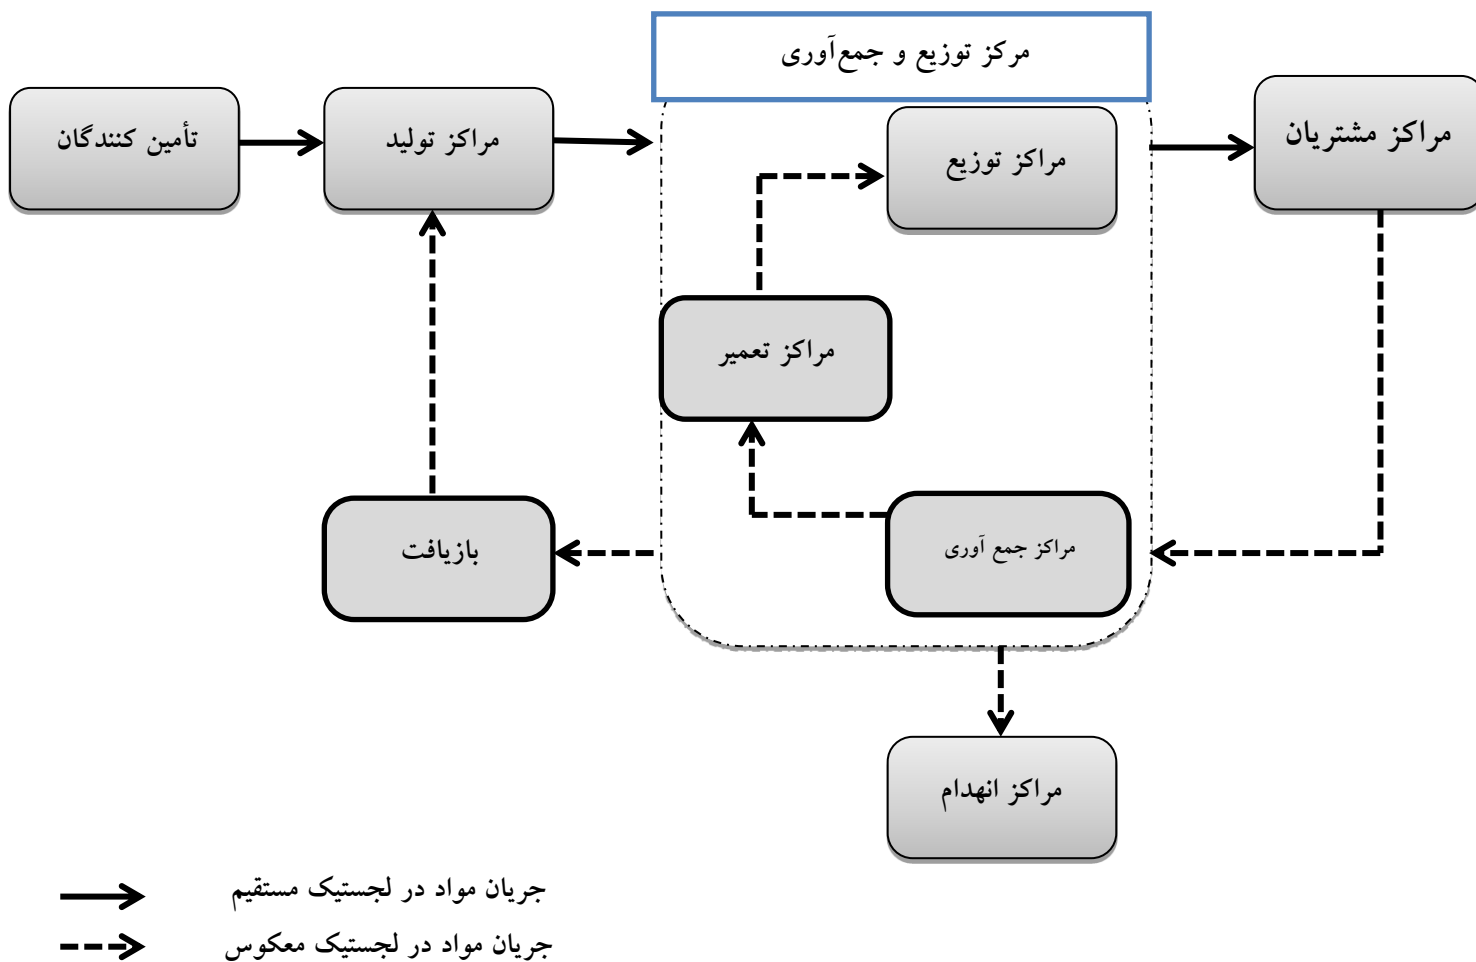 مرکز توزیع و جمع‌آوری
تأمین کنندگان
مراکز تولید
مراکز توزیع
مراکز مشتریان
مراکز تعمیر
بازیافت
مراکز جمع آوری
مراکز انهدام
جریان مواد در لجستیک مستقیم
جریان مواد در لجستیک معکوس